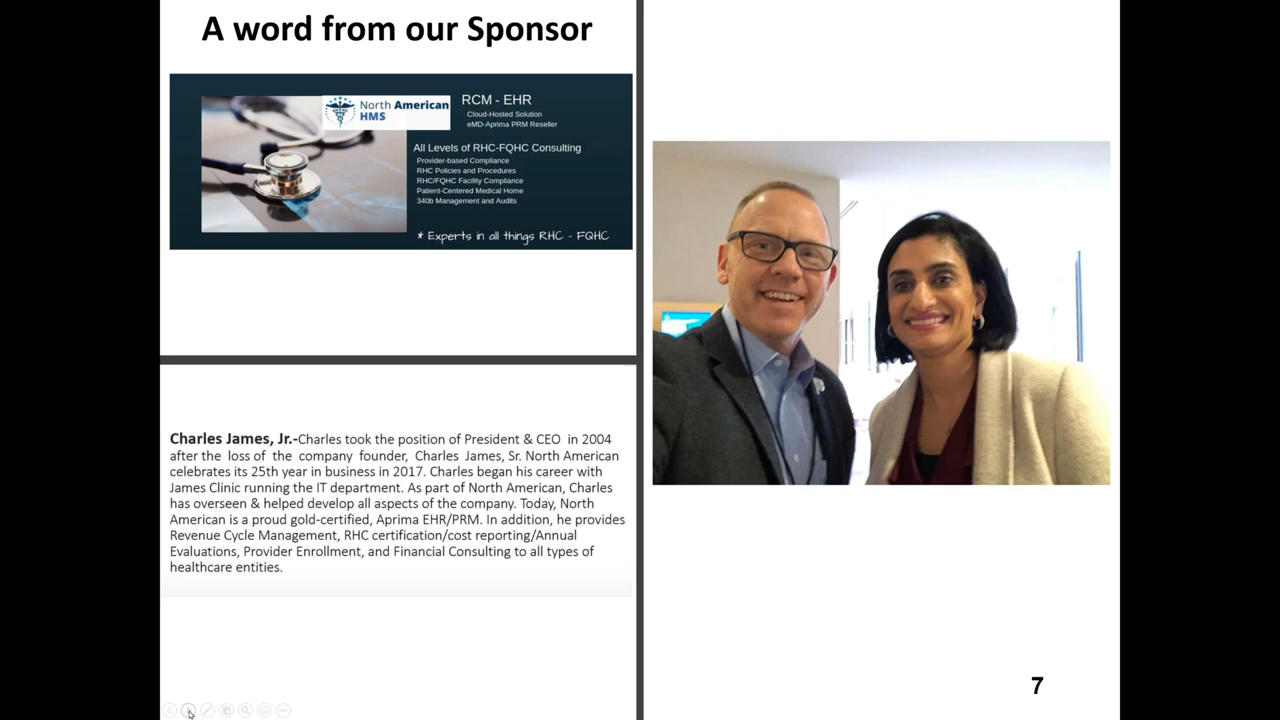 A word from our Sponsor
North American
HMS
RCM - EHR
Cloud-Hosted Solution
eMD-Aprima PRM Reseller
All Levels of RHC-FQHC Consulting
Provider-based Compliance
RHC Policies and Procedures
RHC/FQHC Facility Compliance
Patient-Centered Medical Home
340b Management and Audits
* Experts in all things RHC - FQHC
Charles James, Jr.-Charles took the position of President & CEO in 2004
after the loss of the company founder, Charles James, Sr. North American
celebrates its 25th year in business in 2017. Charles began his career with
James Clinic running the IT department. As part of North American, Charles
has overseen & helped develop all aspects of the company. Today, North
American is a proud gold-certified, Aprima EHR/PRM. In addition, he provides
Revenue Cycle Management, RHC certification/cost reporting/Annual
Evaluations, Provider Enrollment, and Financial Consulting to all types of
healthcare entities.
7